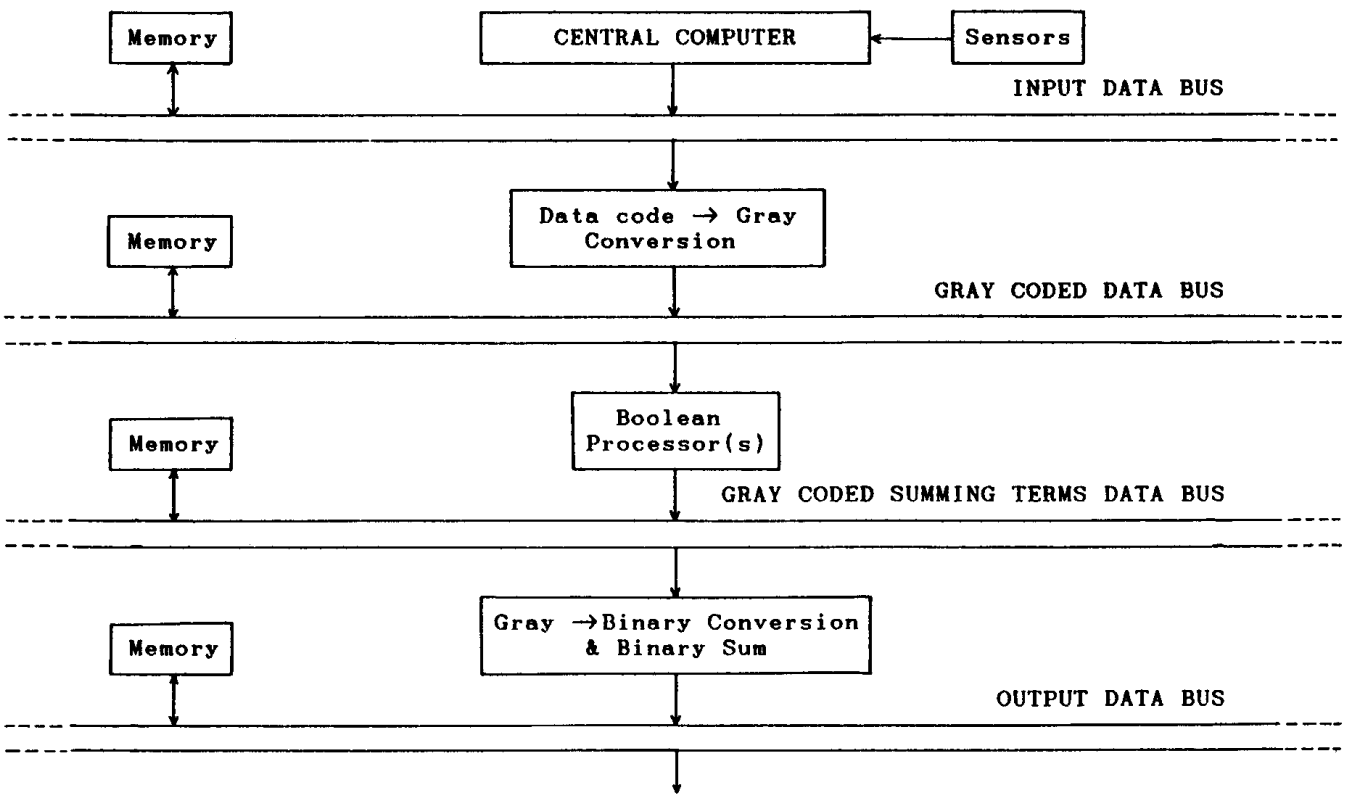 Memory
CENTRAL COMPUTER
Sensors
INPUT DATA BUS
Data code → Gray
Conversion
Memory
GRAY CODED DATA BUS
Boolean
Processor(s)
Memory
GRAY CODED SUMMING TERMS DATA BUS
Gray →Binary Conversion
& Binary Sum
Memory
OUTPUT DATA BUS